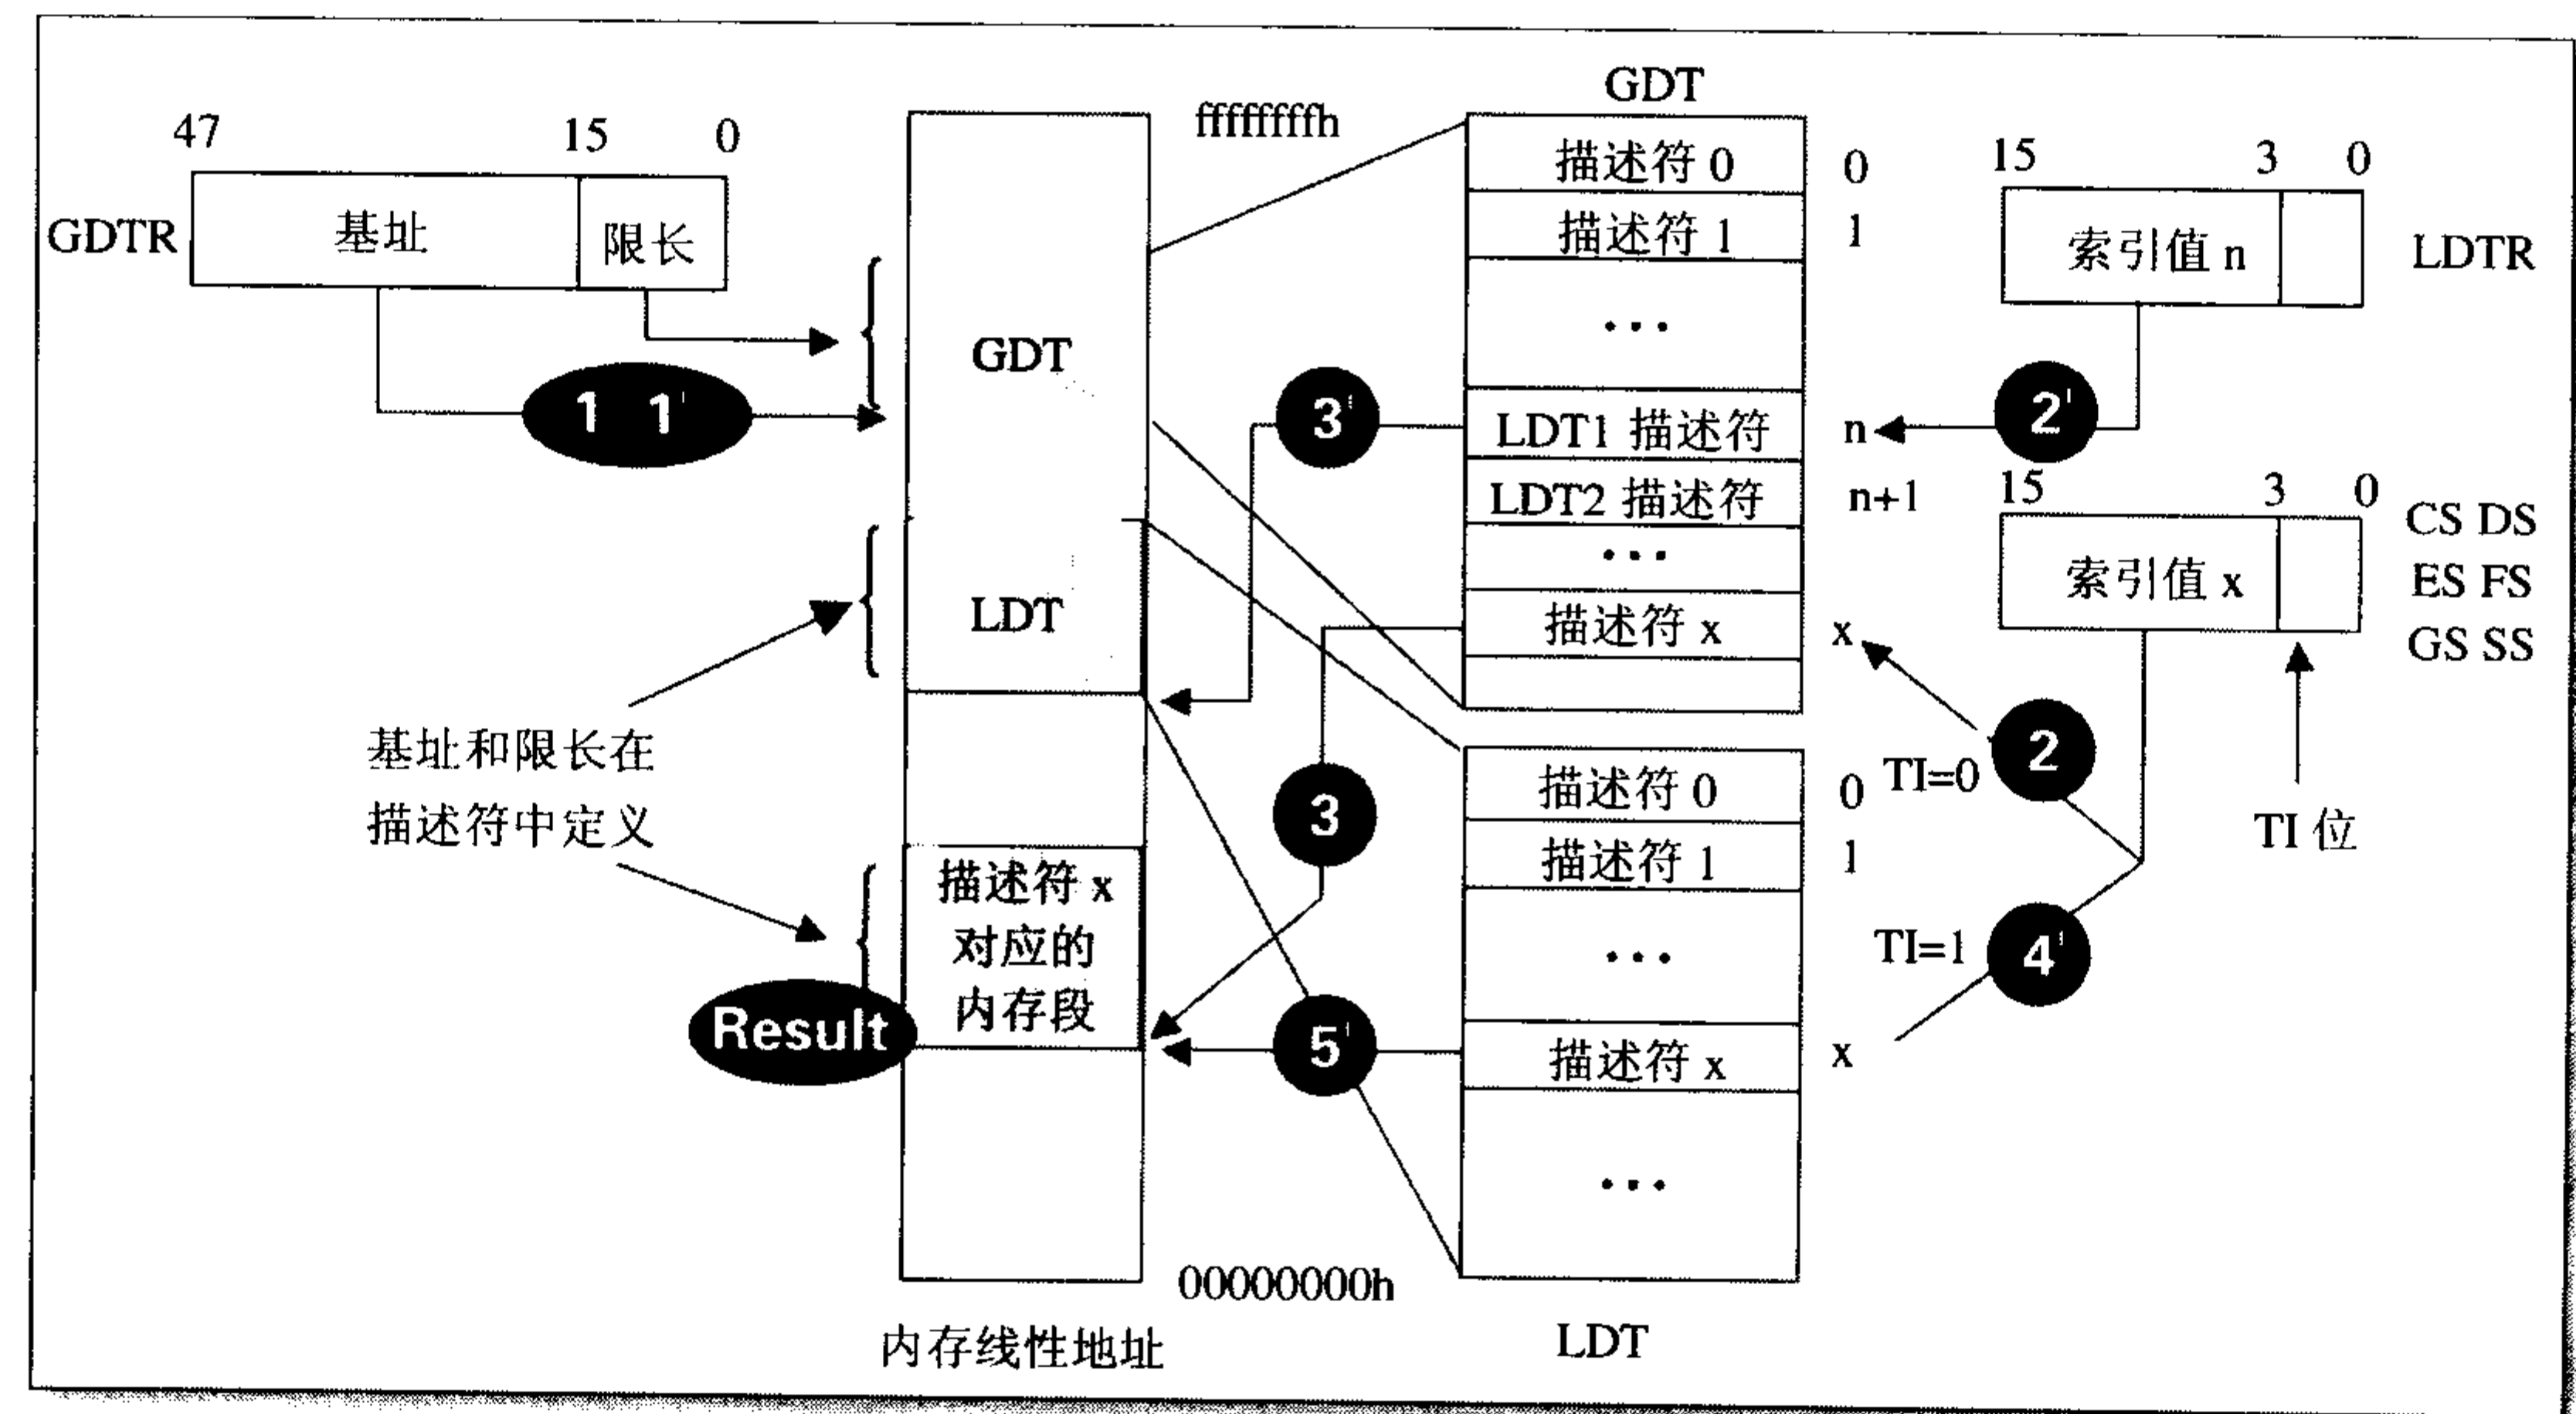 GDT
ffffffffh
47 15 0
GDTR
基址
限长
描述符 0
0
描述符 1
1
...
LDT1 描述符
n
LDT2 描述符
n+1
...
描述符 x
x
15 3 0
索引值 n
LDTR
GDT
1 1'
3'
2'
15 3 0
索引值 x
CS DS
ES FS
GS SS
LDT
基址和限长在
描述符中定义
3
2
TI=0
TI 位
描述符 0
0
描述符 1
1
...
TI=1
4'
描述符 x
对应的
内存段
Result
5'
描述符 x
x
...
00000000h
内存线性地址
LDT